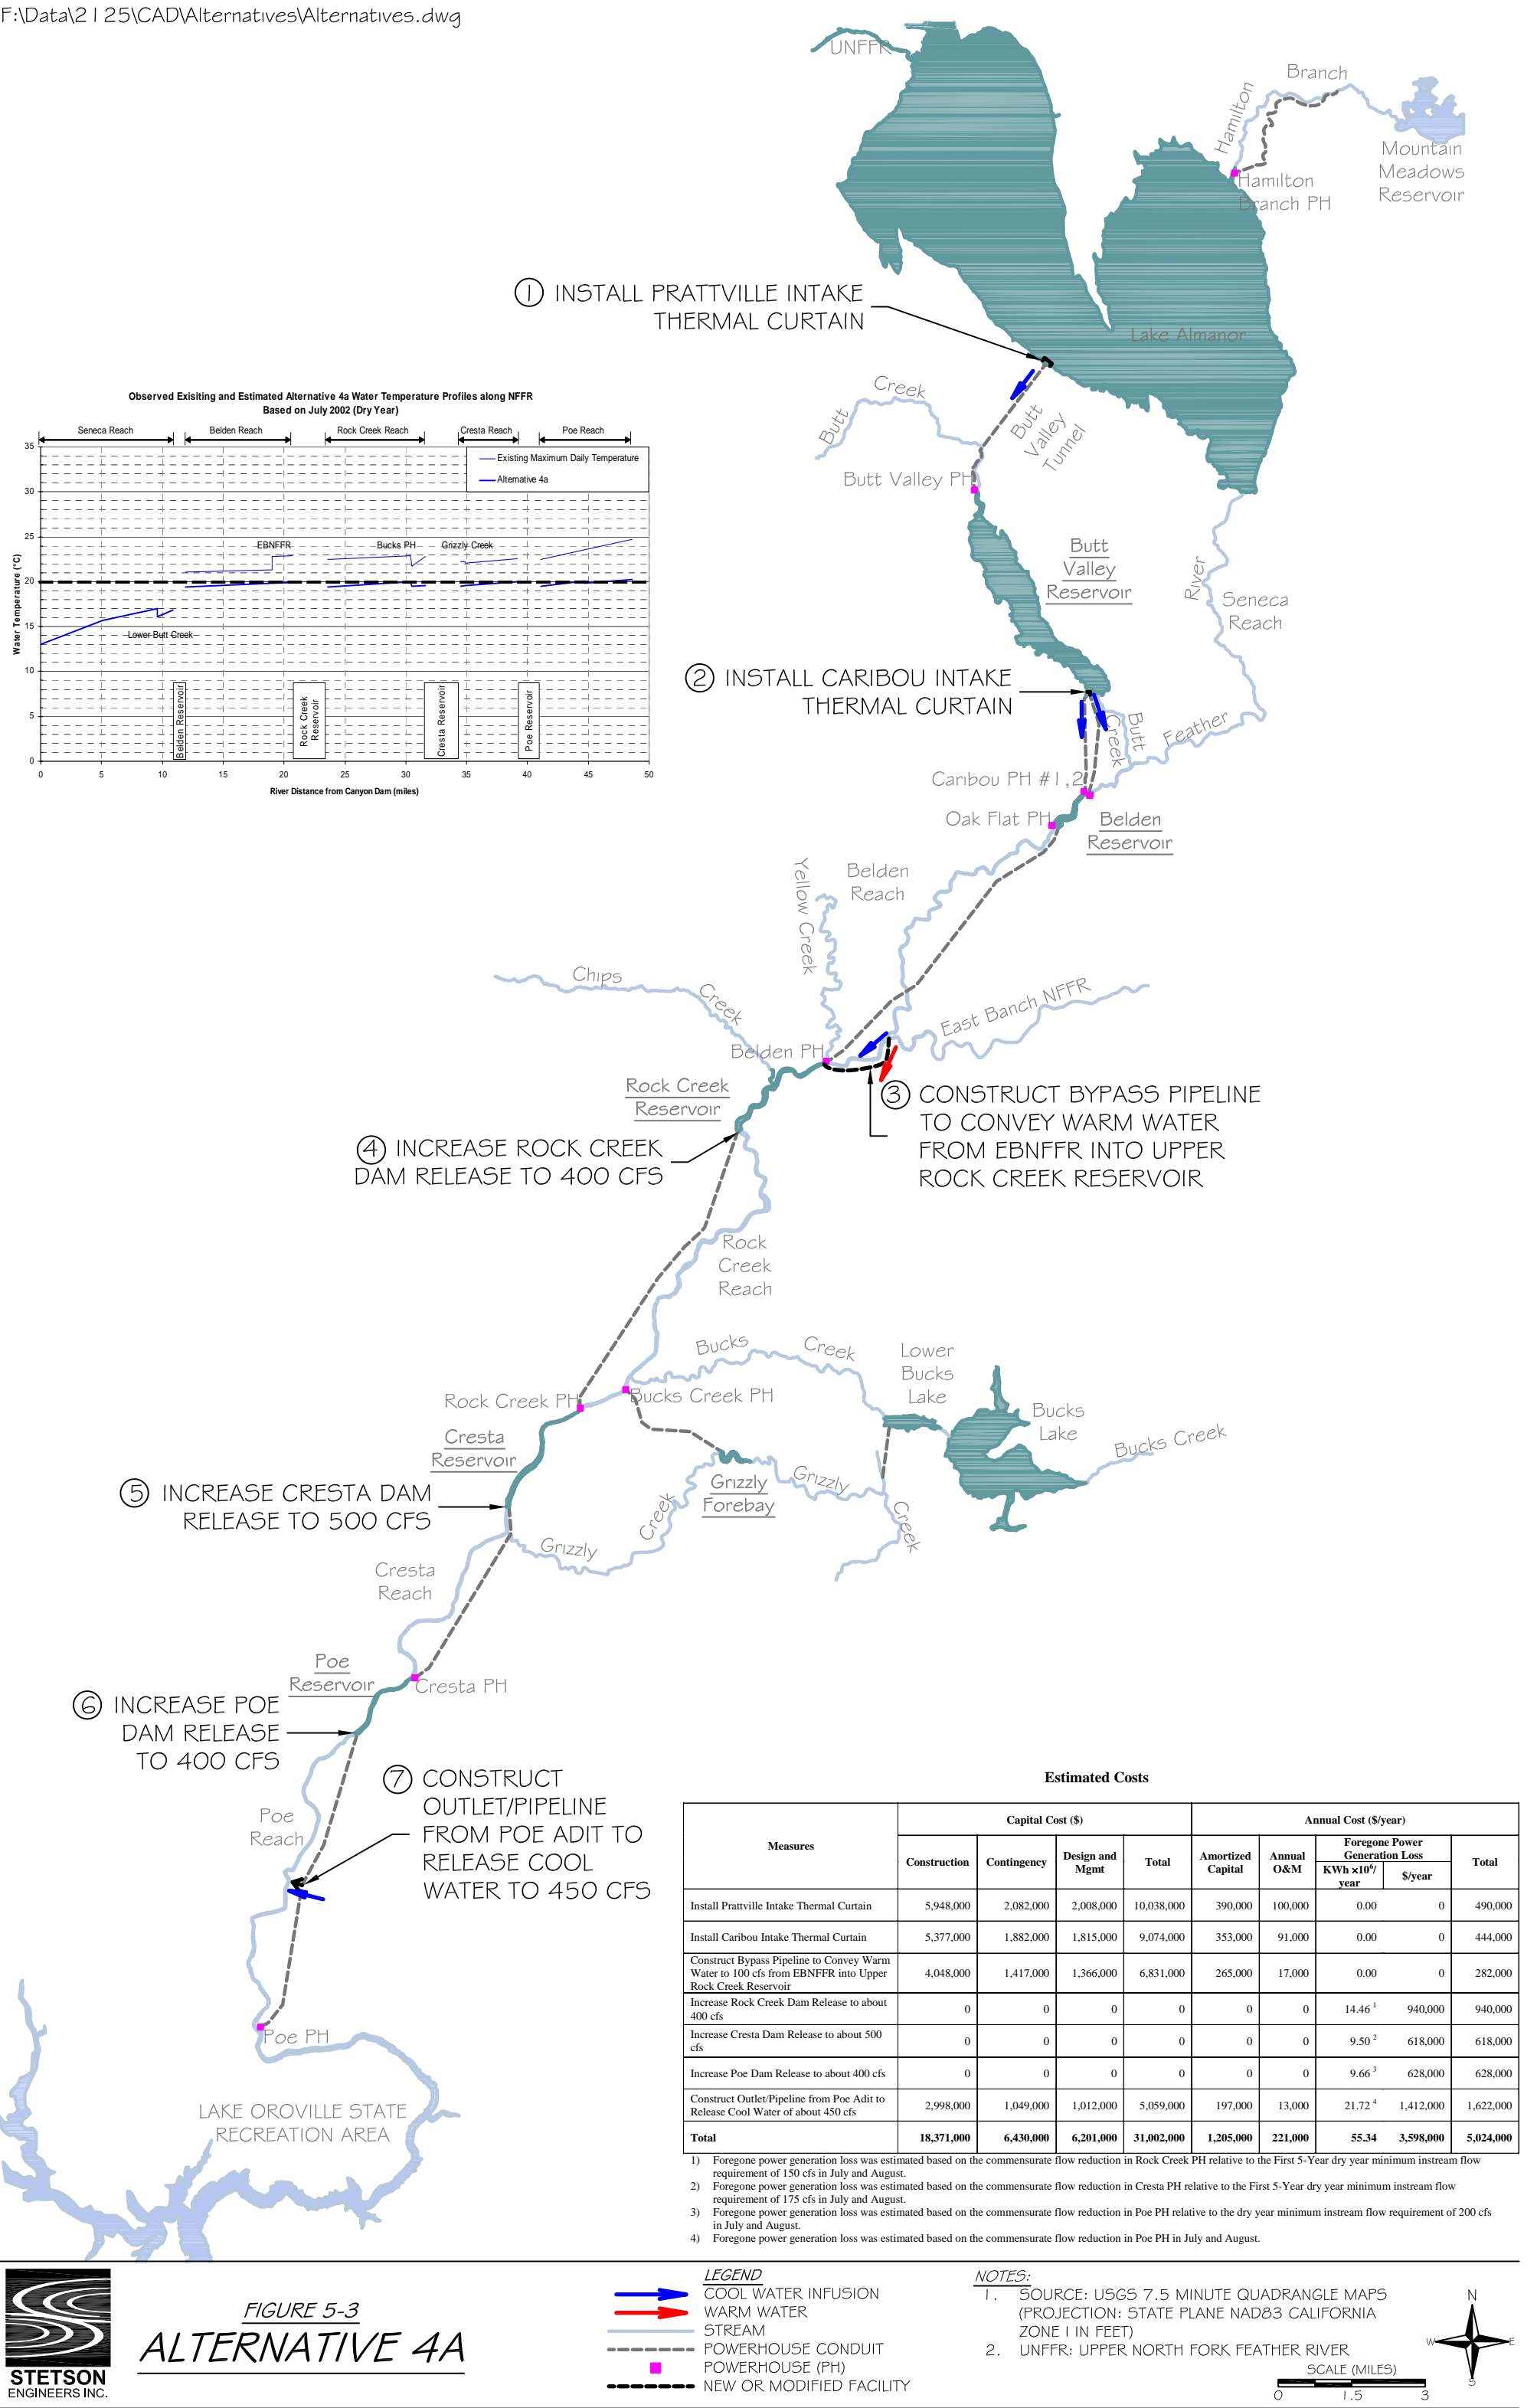 F:\Data\2125\CAD\Alternatives\Alternatives.dwg
UNFFR
Hamilton
Branch
Mountain
Meadows
Reservoir
Hamilton
Branch PH
1 INSTALL PRATTVILLE INTAKE
THERMAL CURTAIN
Lake Almanor
Butt
Creek
Butt
Valley
Tunnel
Butt Valley PH
Butt
Valley
Reservoir
River
Seneca
Reach
2 INSTALL CARIBOU INTAKE
THERMAL CURTAIN
Butt
Creek
Feather
Caribou PH #1,2
Oak Flat PH
Belden
Reservoir
Observed Exisiting and Estimated Alternative 4a Water Temperature Profiles along NFFR
Based on July 2002 (Dry Year)
Seneca Reach
Belden Reach
Rock Creek Reach
Cresta Reach
Poe Reach
Existing Maximum Daily Temperature
Alternative 4a
EBNFFR
Bucks PH
Grizzly Creek
Lower Butt Creek
Belden Reservoir
Rock Creek
Reservoir
Cresta Reservoir
Poe Reservoir
Water Temperature (°C)
35
30
25
20
15
10
5
0
0 5 10 15 20 25 30 35 40 45 50
River Distance from Canyon Dam (miles)
Yellow Creek
Belden
Reach
Chips
Creek
East Banch NFFR
Belden PH
Rock Creek
Reservoir
3 CONSTRUCT BYPASS PIPELINE
TO CONVEY WARM WATER
FROM EBNFFR INTO UPPER
ROCK CREEK RESERVOIR
4 INCREASE ROCK CREEK
DAM RELEASE TO 400 CFS
Rock
Creek
Reach
Bucks
Creek
Lower
Bucks
Lake
Rock Creek PH
Bucks Creek PH
Bucks
Lake
Bucks Creek
Cresta
Reservoir
Grizzly
Forebay
Grizzly
Creek
5 INCREASE CRESTA DAM
RELEASE TO 500 CFS
Grizzly
Creek
Cresta
Reach
Poe
Reservoir
Cresta PH
6 INCREASE POE
DAM RELEASE
TO 400 CFS
7 CONSTRUCT
OUTLET/PIPELINE
FROM POE ADIT TO
RELEASE COOL
WATER TO 450 CFS
Poe
Reach
Poe PH
LAKE OROVILLE STATE
RECREATION AREA
Estimated Costs
Measures
Capital Cost ($)
Annual Cost ($/year)
Construction
Contingency
Design and
Mgmt
Total
Amortized
Capital
Annual
O&M
Foregone Power
Generation Loss
KWh ×10⁶/
year
$/year
Total
Install Prattville Intake Thermal Curtain 5,948,000 2,082,000 2,008,000 10,038,000 390,000 100,000 0.00 0 490,000
Install Caribou Intake Thermal Curtain 5,377,000 1,882,000 1,815,000 9,074,000 353,000 91,000 0.00 0 444,000
Construct Bypass Pipeline to Convey Warm
Water to 100 cfs from EBNFFR into Upper
Rock Creek Reservoir
4,048,000 1,417,000 1,366,000 6,831,000 265,000 17,000 0.00 0 282,000
Increase Rock Creek Dam Release to about
400 cfs
0 0 0 0 0 0 14.46 ¹ 940,000 940,000
Increase Cresta Dam Release to about 500
cfs
0 0 0 0 0 0 9.50 ² 618,000 618,000
Increase Poe Dam Release to about 400 cfs 0 0 0 0 0 0 9.66 ³ 628,000 628,000
Construct Outlet/Pipeline from Poe Adit to
Release Cool Water of about 450 cfs
2,998,000 1,049,000 1,012,000 5,059,000 197,000 13,000 21.72 ⁴ 1,412,000 1,622,000
Total 18,371,000 6,430,000 6,201,000 31,002,000 1,205,000 221,000 55.34 3,598,000 5,024,000
1) Foregone power generation loss was estimated based on the commensurate flow reduction in Rock Creek PH relative to the First 5-Year dry year minimum instream flow
requirement of 150 cfs in July and August.
2) Foregone power generation loss was estimated based on the commensurate flow reduction in Cresta PH relative to the First 5-Year dry year minimum instream flow
requirement of 175 cfs in July and August.
3) Foregone power generation loss was estimated based on the commensurate flow reduction in Poe PH relative to the dry year minimum instream flow requirement of 200 cfs
in July and August.
4) Foregone power generation loss was estimated based on the commensurate flow reduction in Poe PH in July and August.
STETSON
ENGINEERS INC.
FIGURE 5-3
ALTERNATIVE 4A
LEGEND
COOL WATER INFUSION
WARM WATER
STREAM
POWERHOUSE CONDUIT
POWERHOUSE (PH)
NEW OR MODIFIED FACILITY
NOTES:
1. SOURCE: USGS 7.5 MINUTE QUADRANGLE MAPS
(PROJECTION: STATE PLANE NAD83 CALIFORNIA
ZONE I IN FEET)
2. UNFFR: UPPER NORTH FORK FEATHER RIVER
N
W
E
S
SCALE (MILES)
0 1.5 3